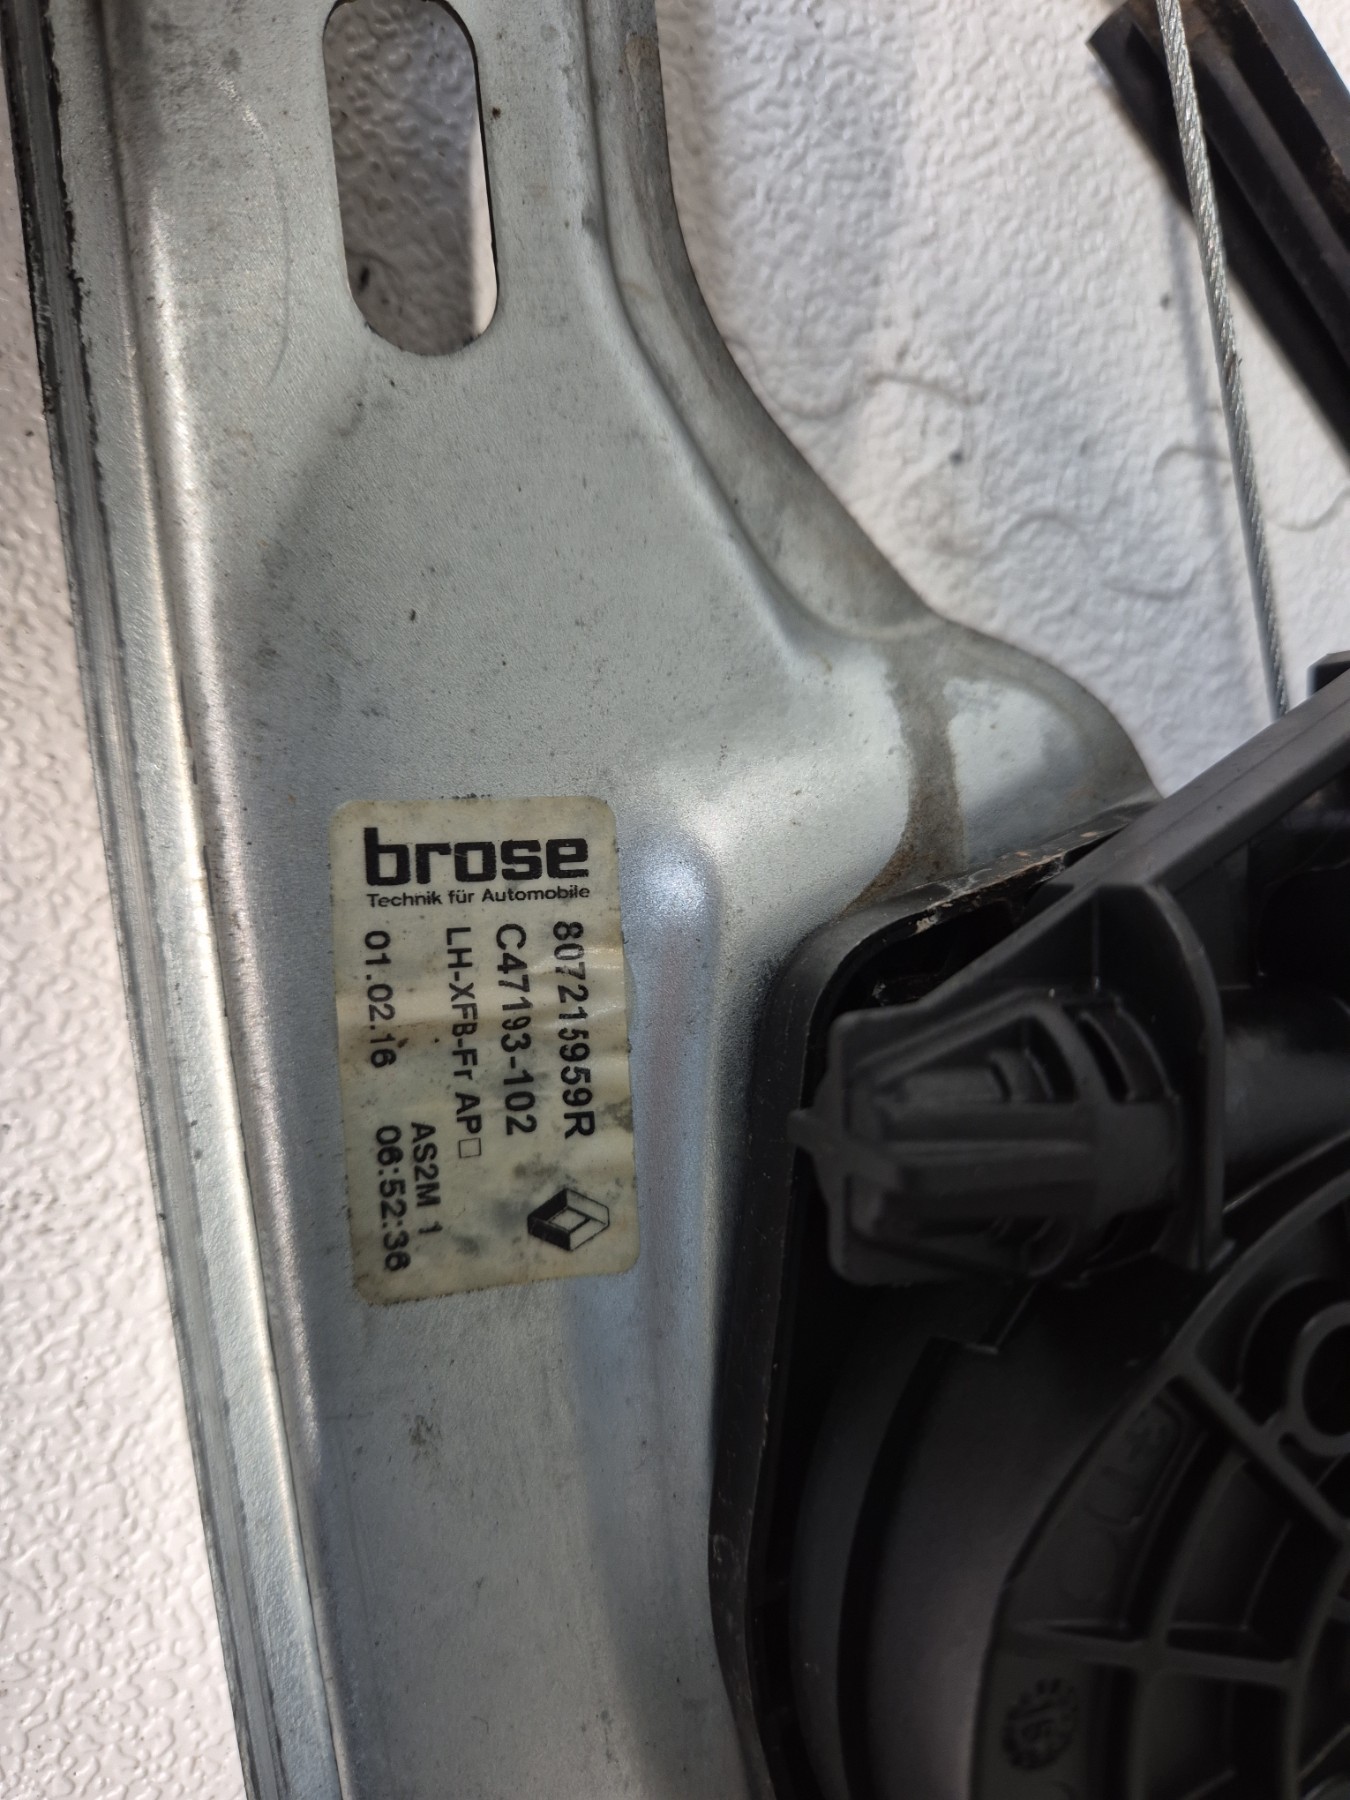 brose
Technik für Automobile
807215959R
C47193-102
LH-XFB-Fr AP□
AS2M 1
01.02.16 06:52:36